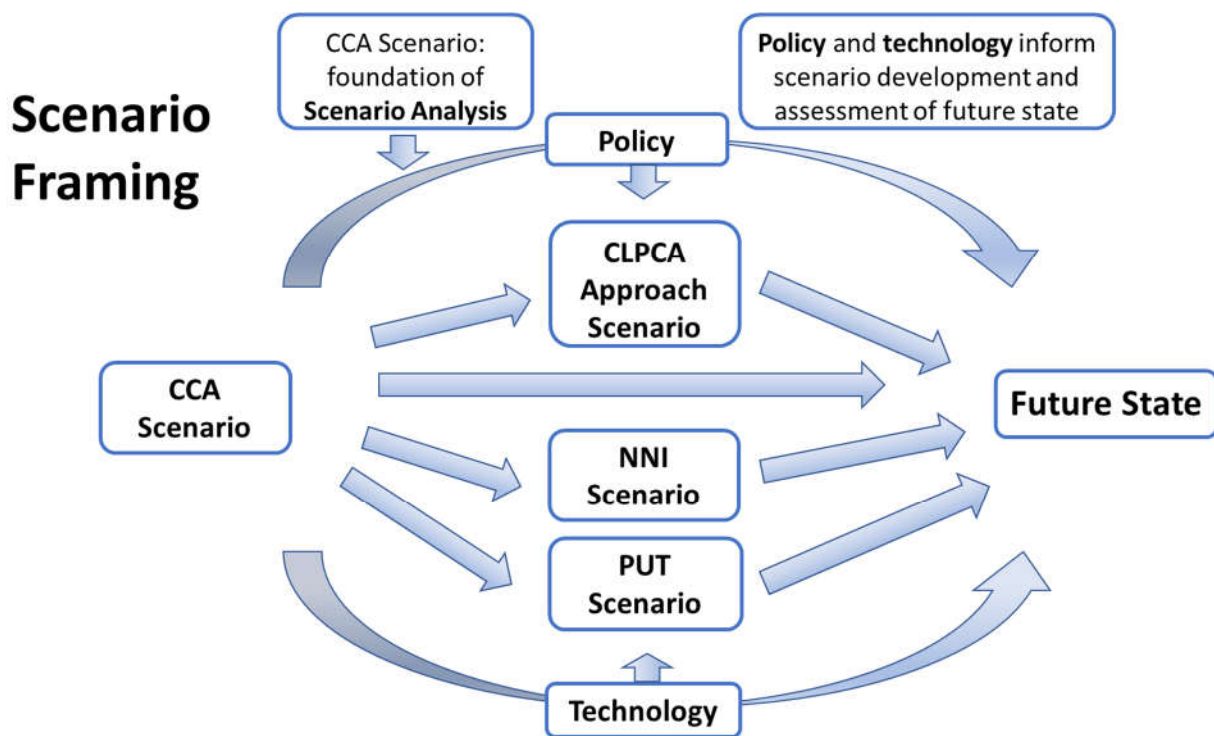 Scenario
Framing
CCA Scenario:
foundation of
Scenario Analysis
Policy and technology inform
scenario development and
assessment of future state
Policy
CLPCA
Approach
Scenario
CCA
Scenario
Future State
NNI
Scenario
PUT
Scenario
Technology